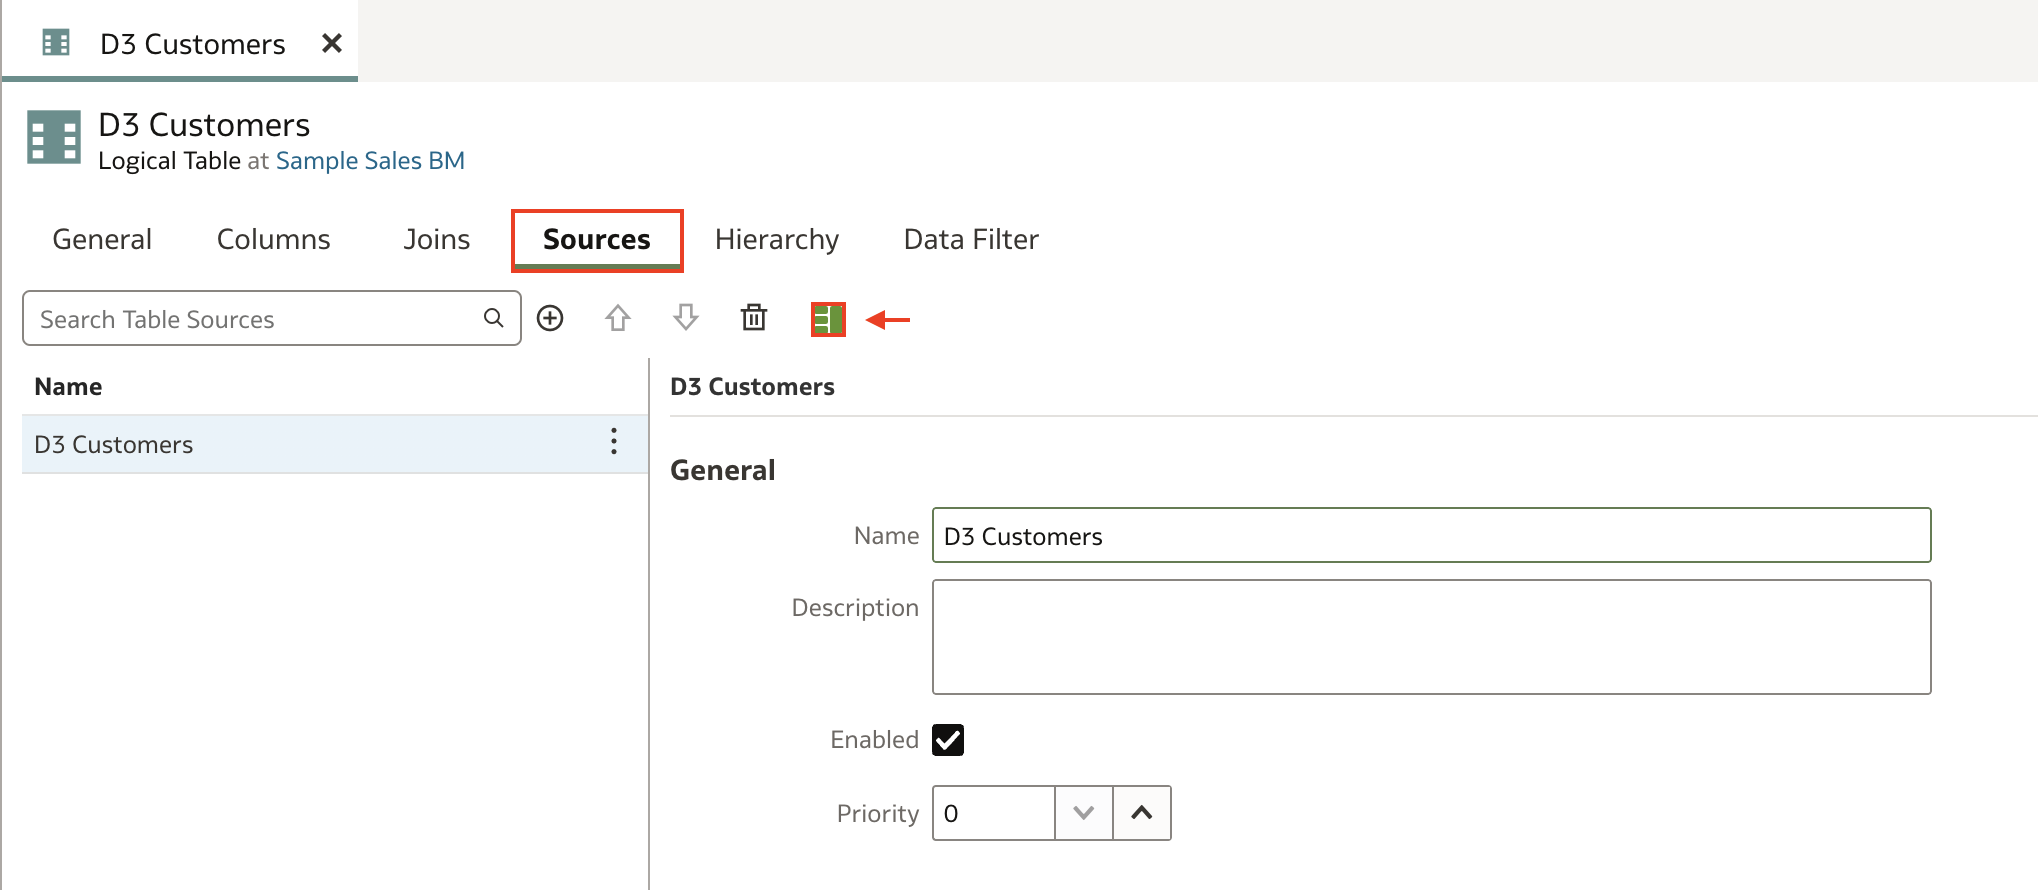 D3 Customers
D3 Customers
Logical Table at Sample Sales BM
General Columns Joins Sources Hierarchy Data Filter
Search Table Sources
Name
D3 Customers
D3 Customers
General
Name D3 Customers
Description
Enabled
Priority 0